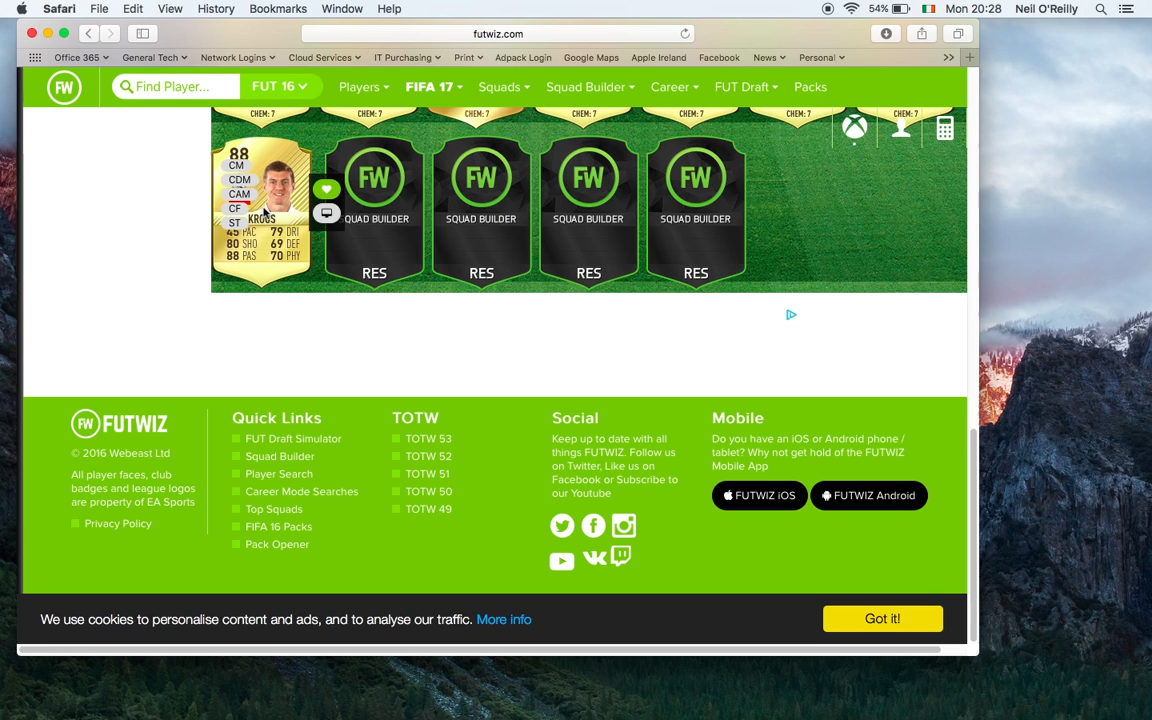 Safari File Edit View History Bookmarks Window Help 54% Mon 20:28 Neil O'Reilly
futwiz.com
Office 365 General Tech Network Logins Cloud Services IT Purchasing Print Adpack Login Google Maps Apple Ireland Facebook News Personal >> +
FW Find Player... FUT 16 Players FIFA 17 Squads Squad Builder Career FUT Draft Packs
CHEM: 7 CHEM: 7 CHEM: 7 CHEM: 7 CHEM: 7 CHEM: 7 CHEM: 7
88
CM
CDM
CAM
CF
ST KROOS
45 PAC 79 DRI
80 SHO 69 DEF
88 PAS 70 PHY
FW
SQUAD BUILDER
RES
FW
SQUAD BUILDER
RES
FW
SQUAD BUILDER
RES
FW
SQUAD BUILDER
RES
FW FUTWIZ
© 2016 Webeast Ltd
All player faces, club
badges and league logos
are property of EA Sports
Privacy Policy
Quick Links
FUT Draft Simulator
Squad Builder
Player Search
Career Mode Searches
Top Squads
FIFA 16 Packs
Pack Opener
TOTW
TOTW 53
TOTW 52
TOTW 51
TOTW 50
TOTW 49
Social
Keep up to date with all
things FUTWIZ. Follow us
on Twitter, Like us on
Facebook or Subscribe to
our Youtube
Mobile
Do you have an iOS or Android phone /
tablet? Why not get hold of the FUTWIZ
Mobile App
FUTWIZ iOS FUTWIZ Android
We use cookies to personalise content and ads, and to analyse our traffic. More info Got it!